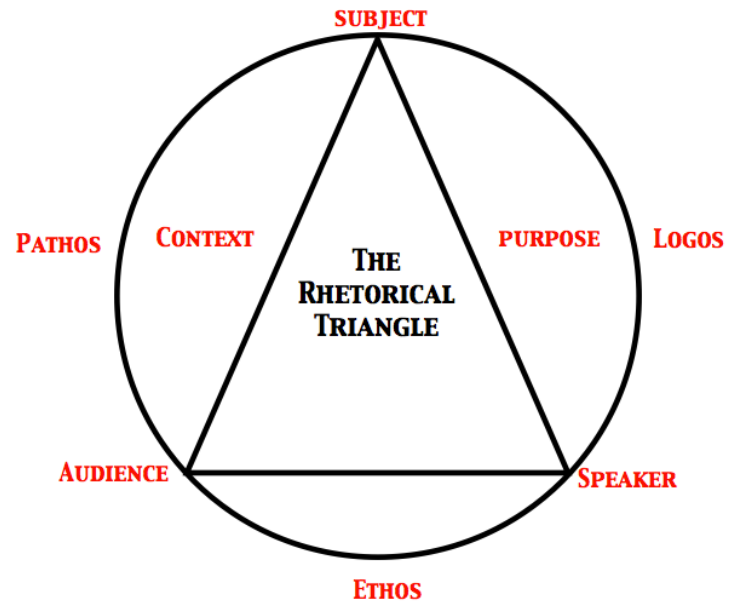 SUBJECT
PATHOS
CONTEXT
PURPOSE
LOGOS
THE
RHETORICAL
TRIANGLE
AUDIENCE
SPEAKER
ETHOS